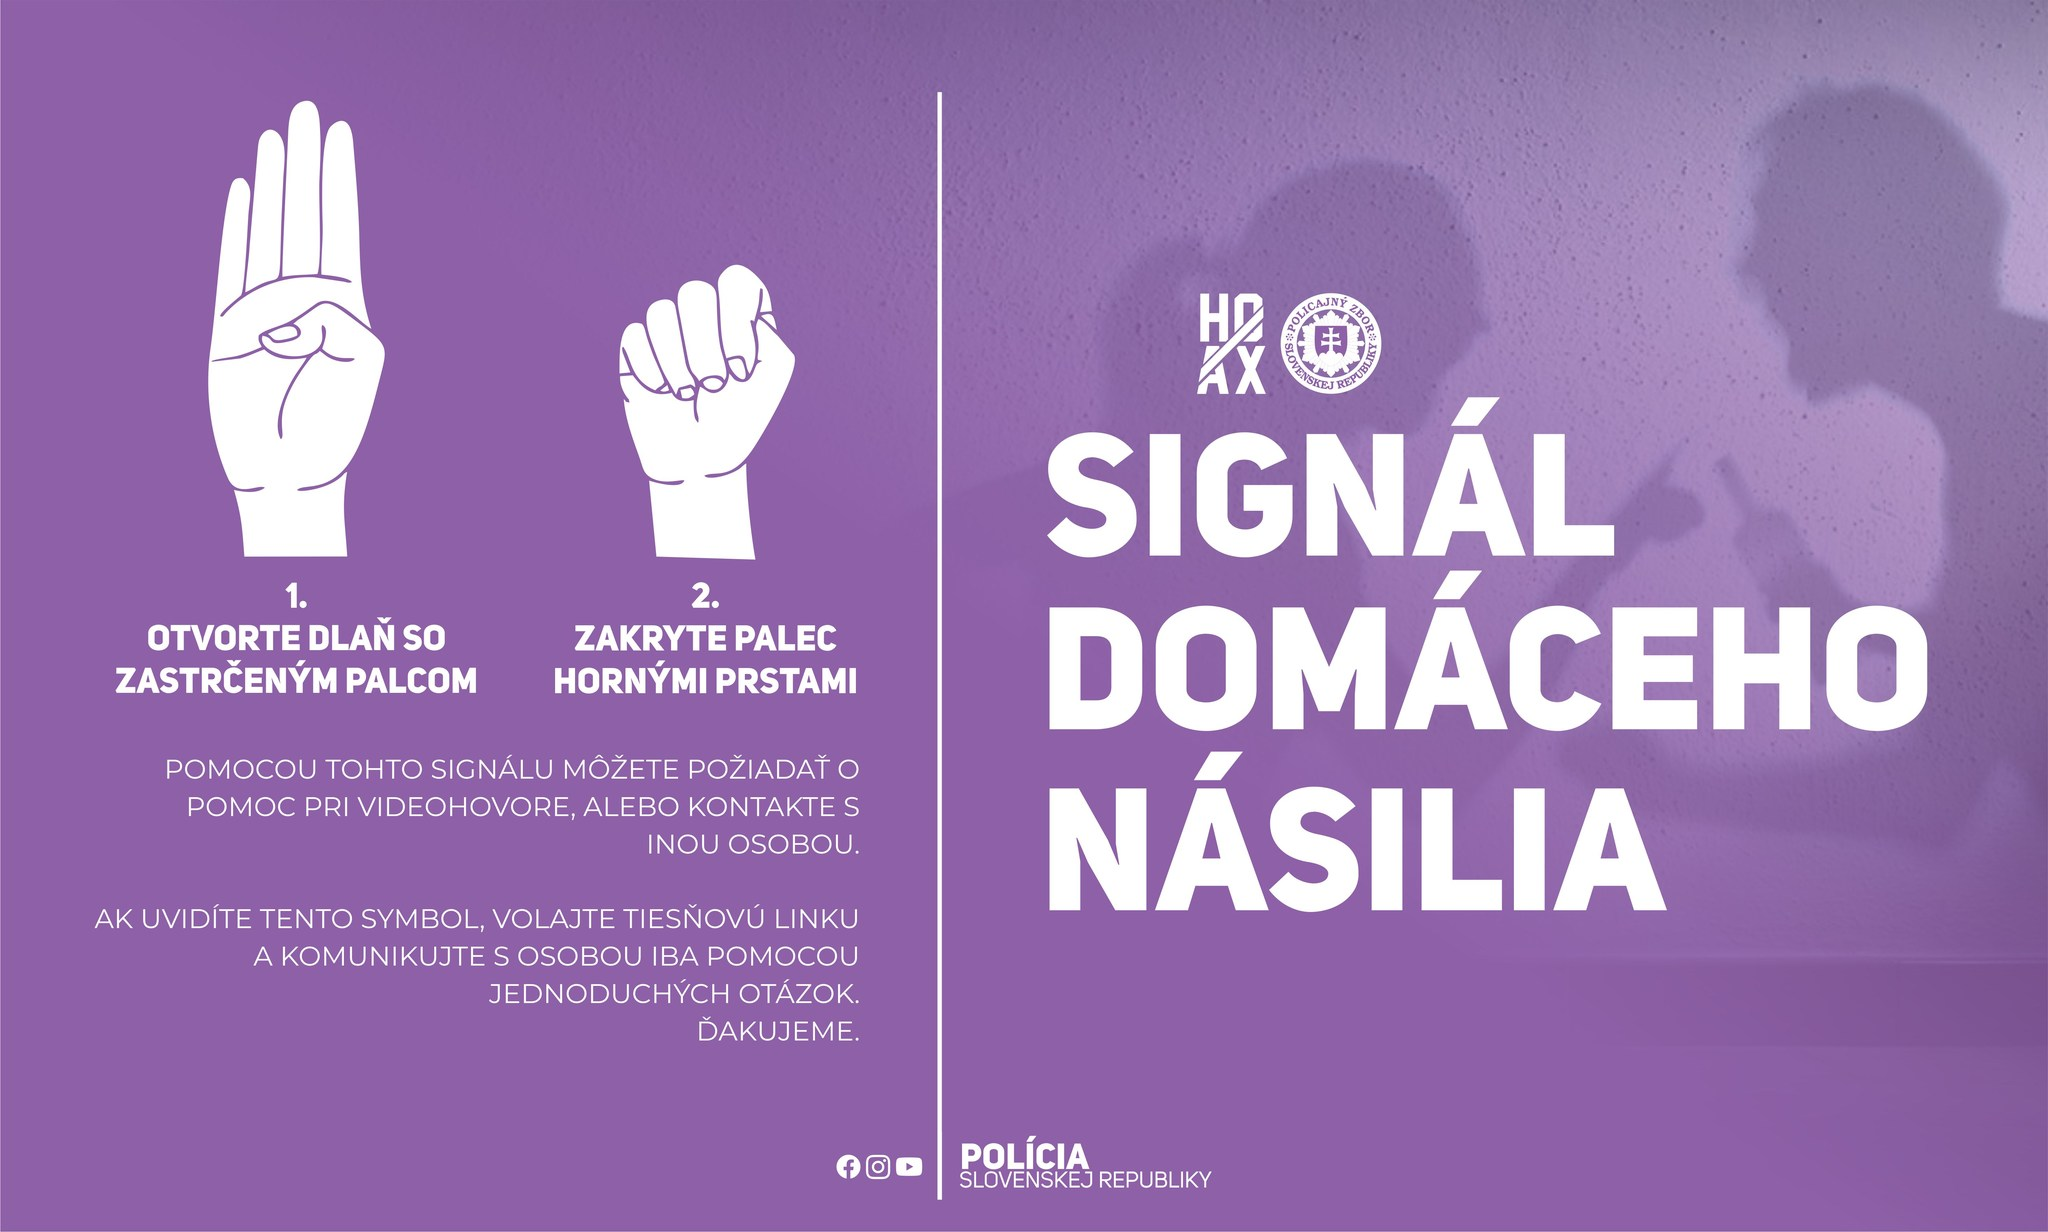 1.
OTVORTE DLAŇ SO
ZASTRČENÝM PALCOM
2.
ZAKRYTE PALEC
HORNÝMI PRSTAMI
POMOCOU TOHTO SIGNÁLU MÔŽETE POŽIADAŤ O
POMOC PRI VIDEOHOVORE, ALEBO KONTAKTE S
INOU OSOBOU.
AK UVIDÍTE TENTO SYMBOL, VOLAJTE TIESŇOVÚ LINKU
A KOMUNIKUJTE S OSOBOU IBA POMOCOU
JEDNODUCHÝCH OTÁZOK.
ĎAKUJEME.
HO
AX
POLICAJNÝ ZBOR
SLOVENSKEJ REPUBLIKY
SIGNÁL
DOMÁCEHO
NÁSILIA
POLÍCIA
SLOVENSKEJ REPUBLIKY